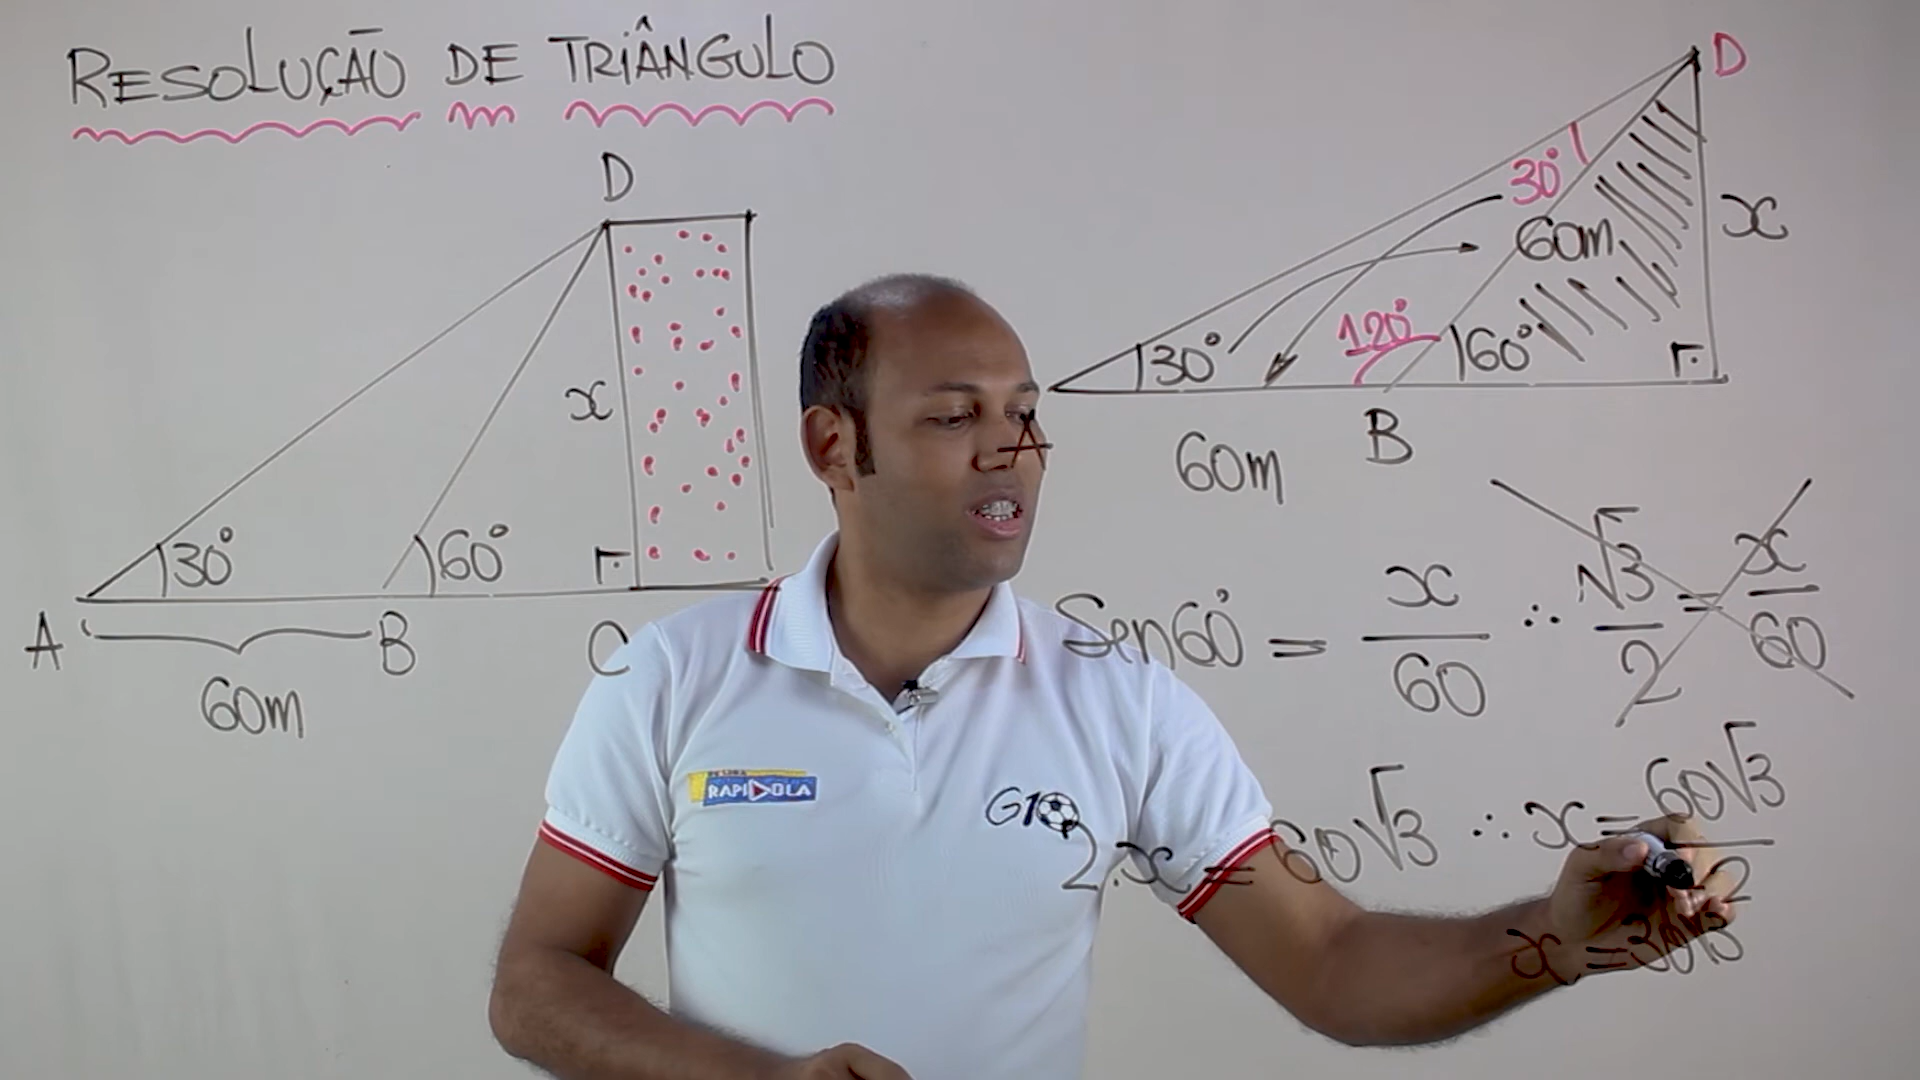 RESOLUÇÃO DE TRIÂNGULO
D
x
30°
60°
A
B
C
60m
D
30°
60m
x
120°
30°
60°
A
B
60m
Sen60° = x/60 ∴ √3/2 = x/60
2.x = 60√3 ∴ x = 60√3/2
x = 30√3
RAPIDOLA
G10